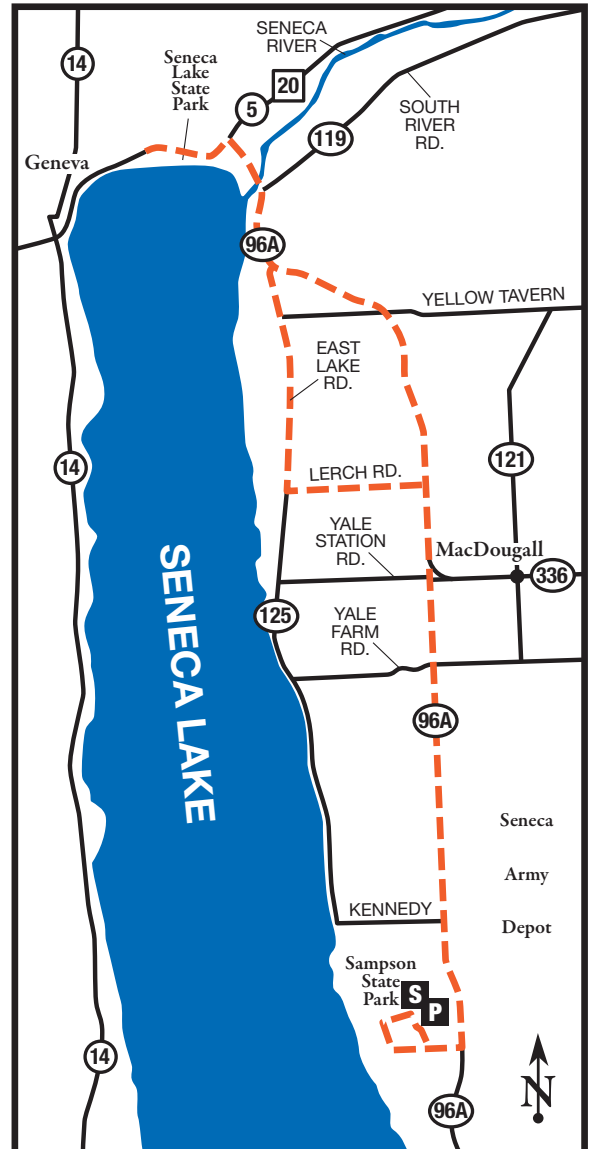 SENECA
RIVER
14
Seneca
Lake
State
Park
20
5
SOUTH
RIVER
RD.
119
Geneva
96A
YELLOW TAVERN
EAST
LAKE
RD.
14
121
LERCH RD.
YALE
STATION
RD.
MacDougall
336
SENECA LAKE
125
YALE
FARM
RD.
96A
Seneca
Army
Depot
KENNEDY
Sampson
State
Park
S
P
14
96A
N